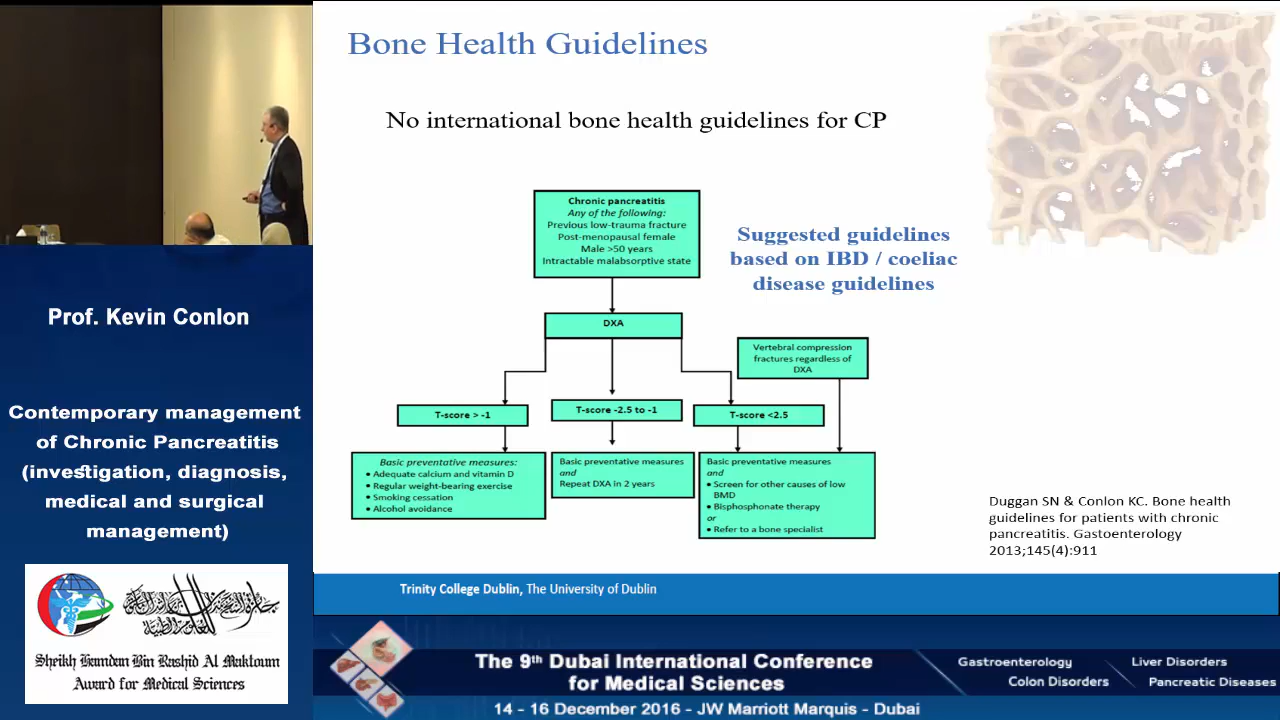 Bone Health Guidelines
No international bone health guidelines for CP
Chronic pancreatitis
Any of the following:
Previous low-trauma fracture
Post-menopausal female
Male >50 years
Intractable malabsorptive state
Suggested guidelines
based on IBD / coeliac
disease guidelines
DXA
Vertebral compression
fractures regardless of
DXA
T-score > -1
T-score -2.5 to -1
T-score <2.5
Basic preventative measures:
• Adequate calcium and vitamin D
• Regular weight-bearing exercise
• Smoking cessation
• Alcohol avoidance
Basic preventative measures
and
Repeat DXA in 2 years
Basic preventative measures
and
• Screen for other causes of low
BMD
• Bisphosphonate therapy
or
• Refer to a bone specialist
Duggan SN & Conlon KC. Bone health
guidelines for patients with chronic
pancreatitis. Gastoenterology
2013;145(4):911
Trinity College Dublin, The University of Dublin
Prof. Kevin Conlon
Contemporary management
of Chronic Pancreatitis
(investigation, diagnosis,
medical and surgical
management)
Sheikh Hamdan Bin Rashid Al Maktoum
Award for Medical Sciences
The 9th Dubai International Conference
for Medical Sciences
14 - 16 December 2016 - JW Marriott Marquis - Dubai
Gastroenterology
Liver Disorders
Colon Disorders
Pancreatic Diseases